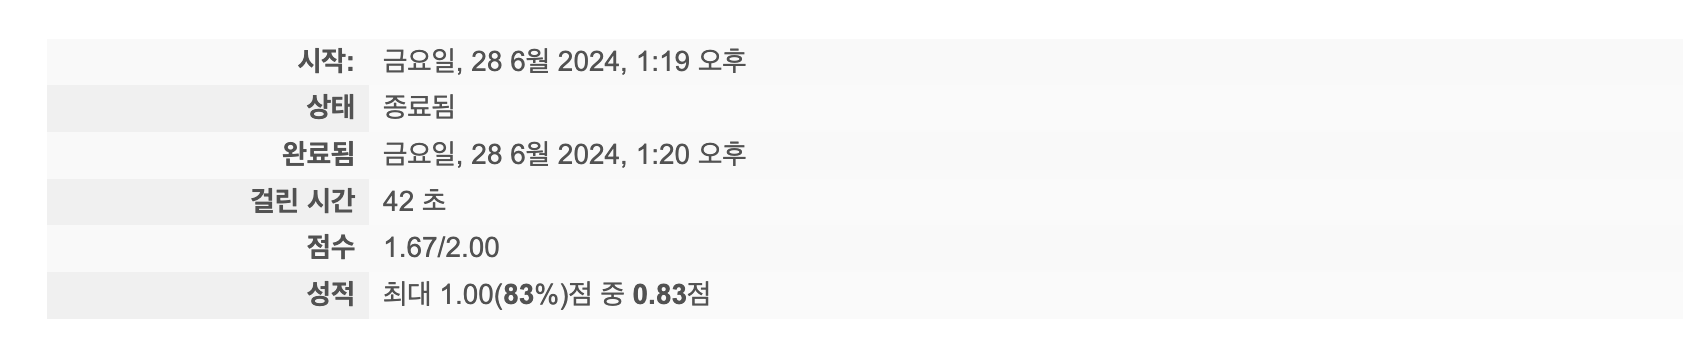 시작: 금요일, 28 6월 2024, 1:19 오후
상태 종료됨
완료됨 금요일, 28 6월 2024, 1:20 오후
걸린 시간 42 초
점수 1.67/2.00
성적 최대 1.00(83%)점 중 0.83점